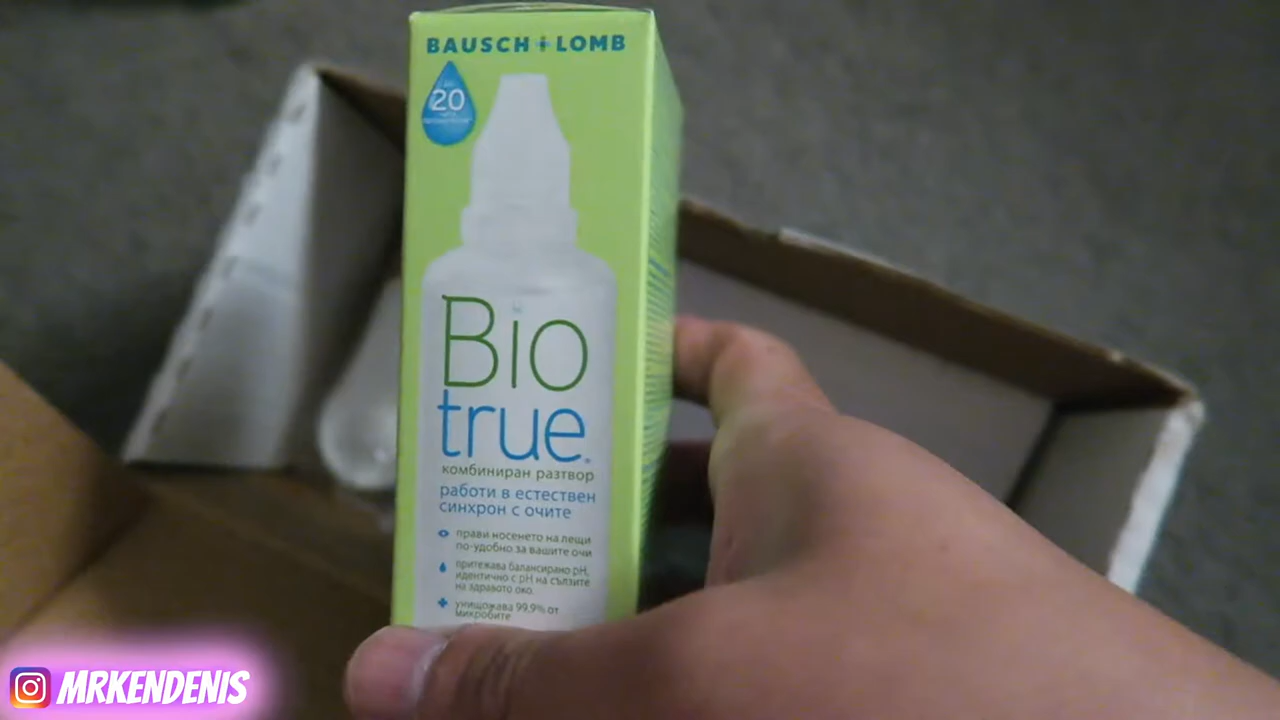 BAUSCH + LOMB
20
Bio
true.
комбиниран разтвор
работи в естествен
синхрон с очите
прави носенето на лещи
по-удобно за вашите очи
притежава балансирано pH,
идентично с pH на сълзите
на здравото око.
унищожава 99,9% от
микробите
MRKENDENIS